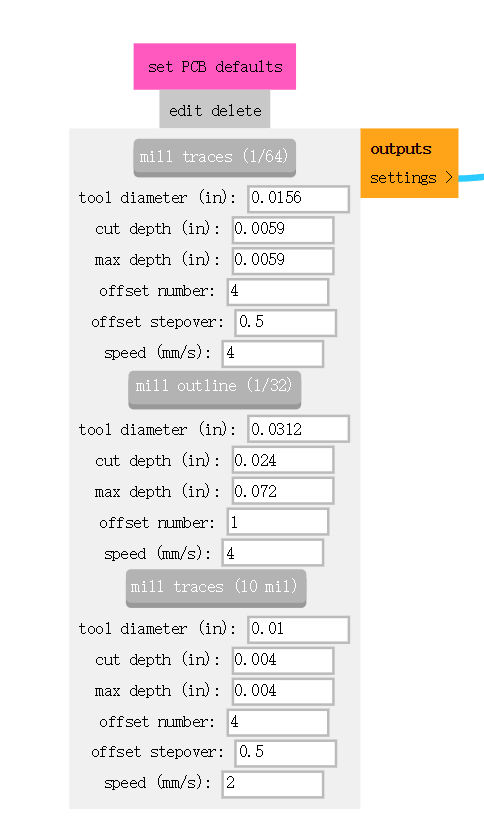 set PCB defaults
edit delete
mill traces (1/64)
outputs
settings >
tool diameter (in): 0.0156
cut depth (in): 0.0059
max depth (in): 0.0059
offset number: 4
offset stepover: 0.5
speed (mm/s): 4
mill outline (1/32)
tool diameter (in): 0.0312
cut depth (in): 0.024
max depth (in): 0.072
offset number: 1
speed (mm/s): 4
mill traces (10 mil)
tool diameter (in): 0.01
cut depth (in): 0.004
max depth (in): 0.004
offset number: 4
offset stepover: 0.5
speed (mm/s): 2